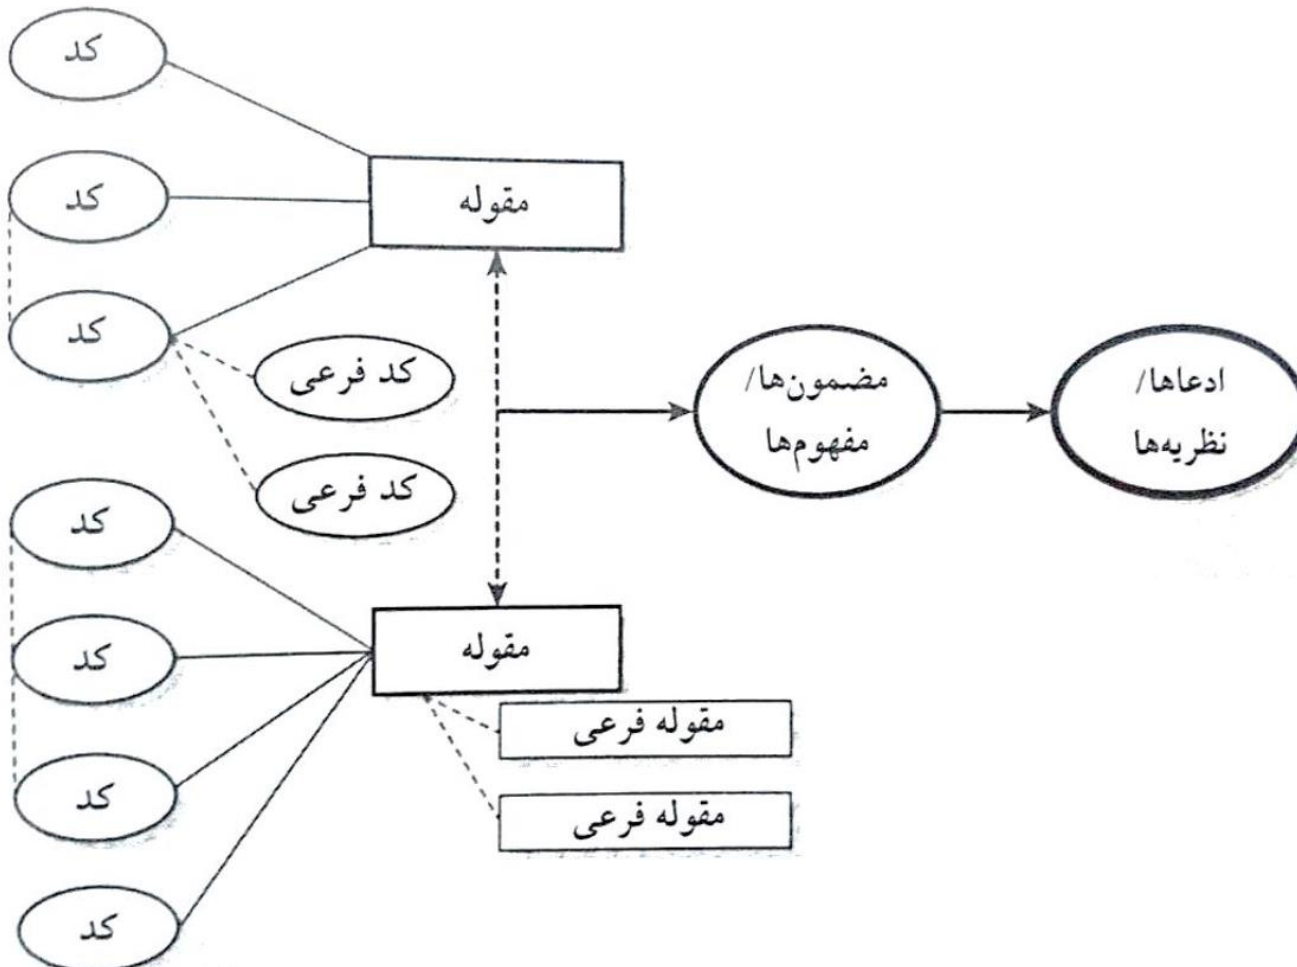 کد
کد
مقوله
کد
کد فرعی
مضمون‌ها/
مفهوم‌ها
ادعاها/
نظریه‌ها
کد فرعی
کد
کد
مقوله
مقوله فرعی
کد
مقوله فرعی
کد